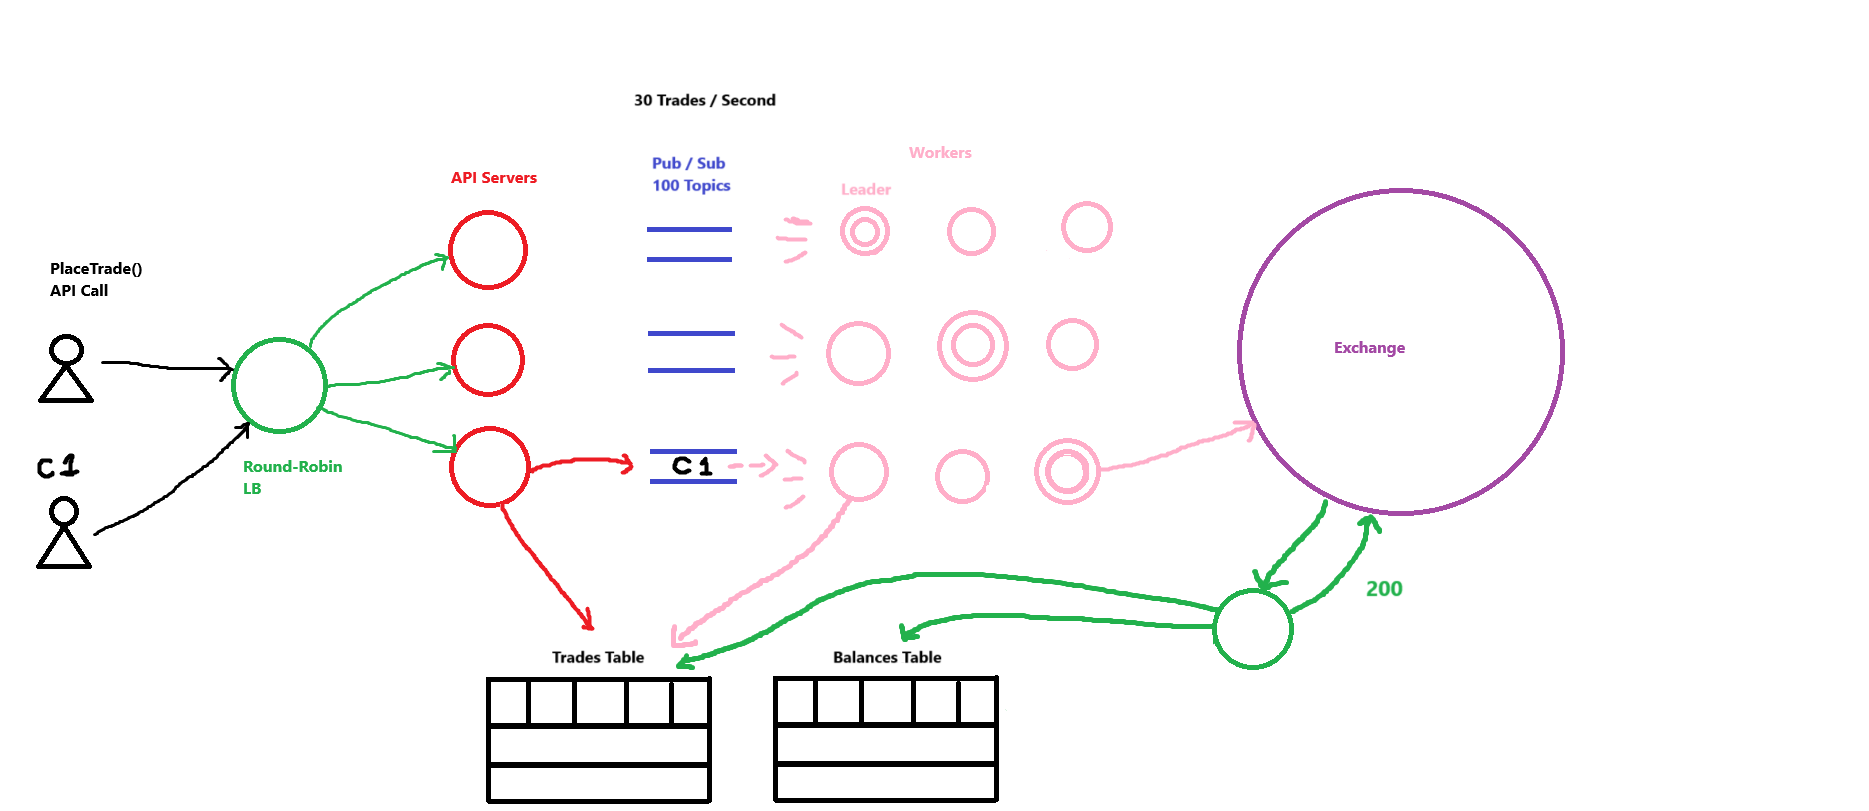 30 Trades / Second
Workers
Pub / Sub
100 Topics
API Servers
Leader
PlaceTrade()
API Call
Exchange
C1
Round-Robin
LB
C1
200
Trades Table
Balances Table